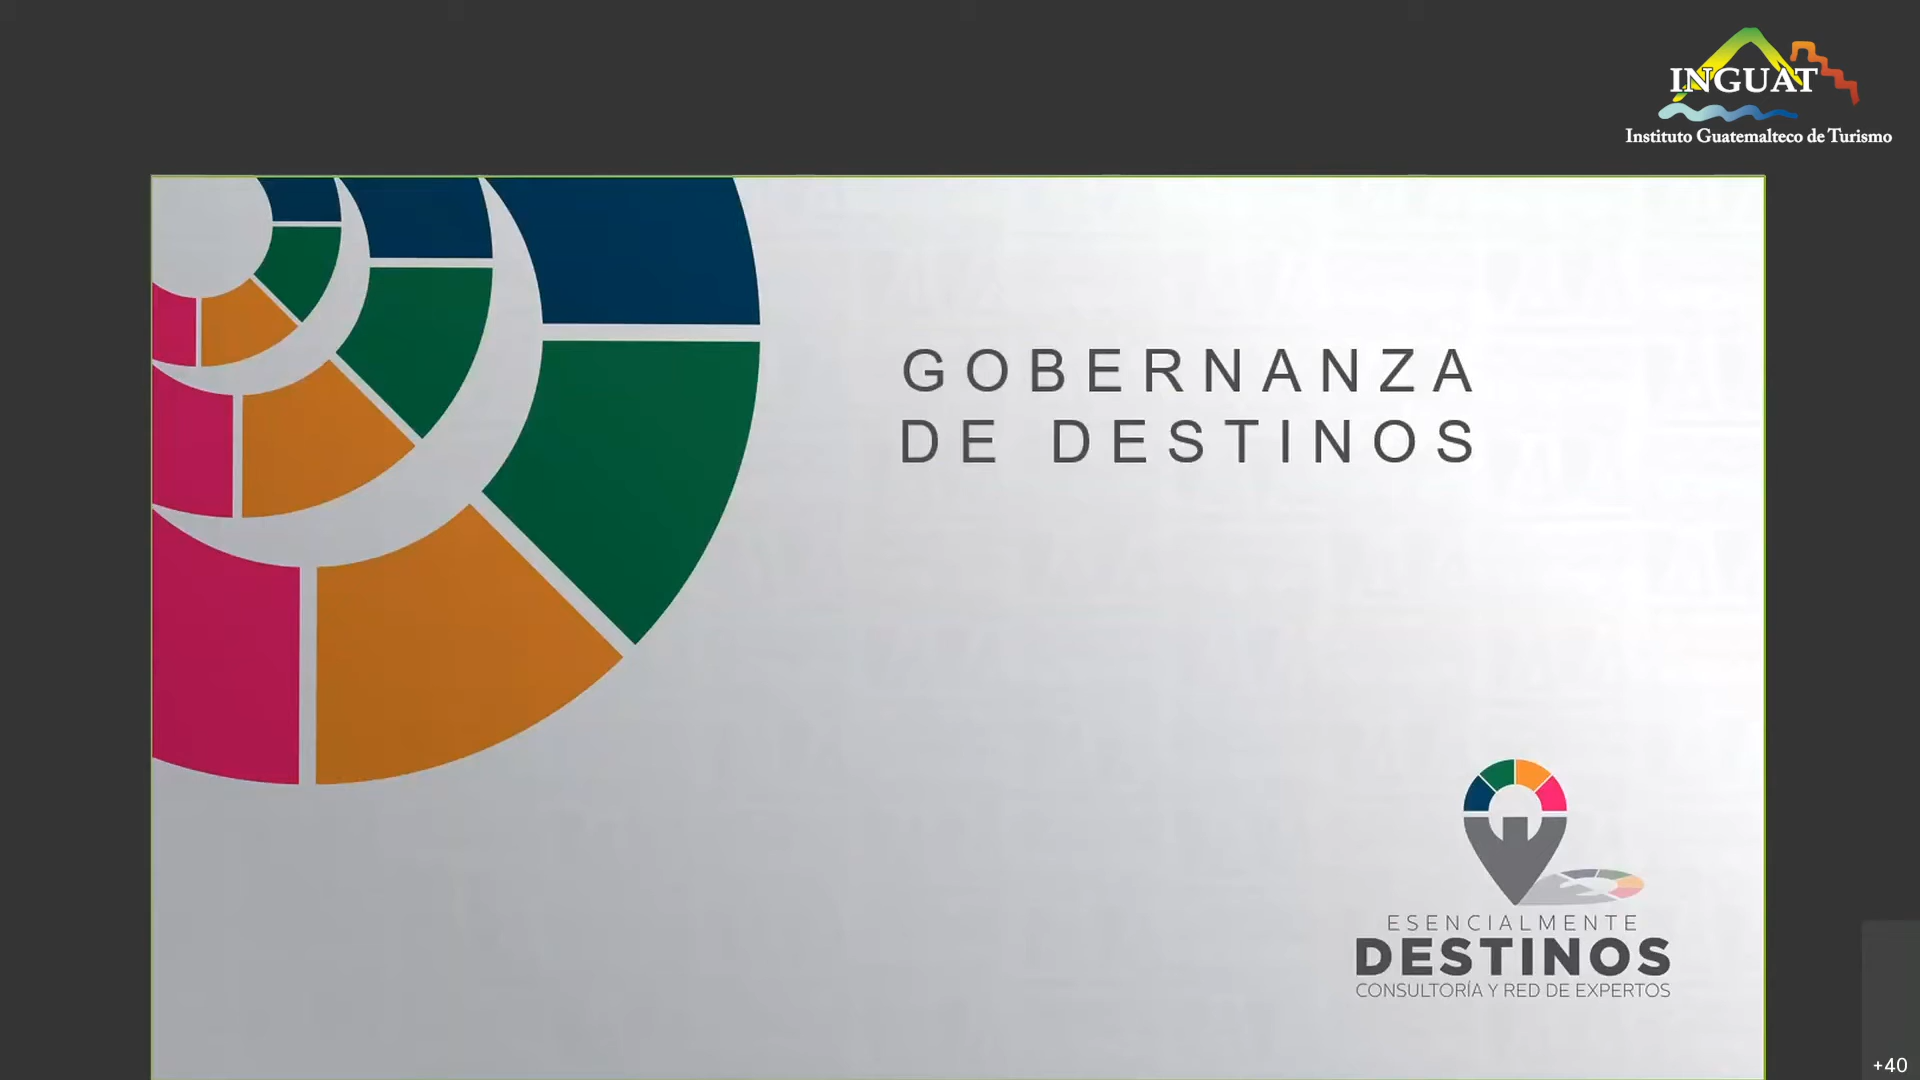 INGUAT
Instituto Guatemalteco de Turismo
GOBERNANZA
DE DESTINOS
ESENCIALMENTE
DESTINOS
CONSULTORÍA Y RED DE EXPERTOS
+40